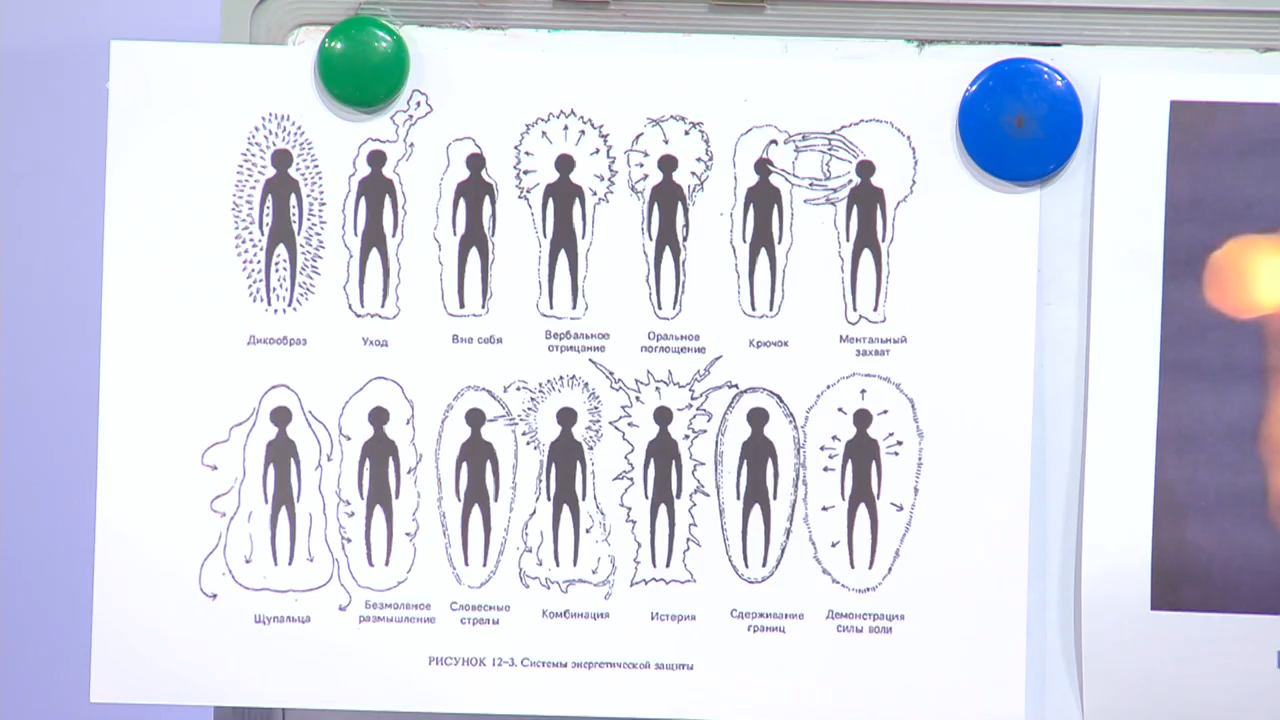 Дикообраз
Уход
Вне себя
Вербальное
отрицание
Оральное
поглощение
Крючок
Ментальный
захват
Щупальца
Безмолвное
размышление
Словесные
стрелы
Комбинация
Истерия
Сдерживание
границ
Демонстрация
силы воли
РИСУНОК 12–3. Системы энергетической защиты